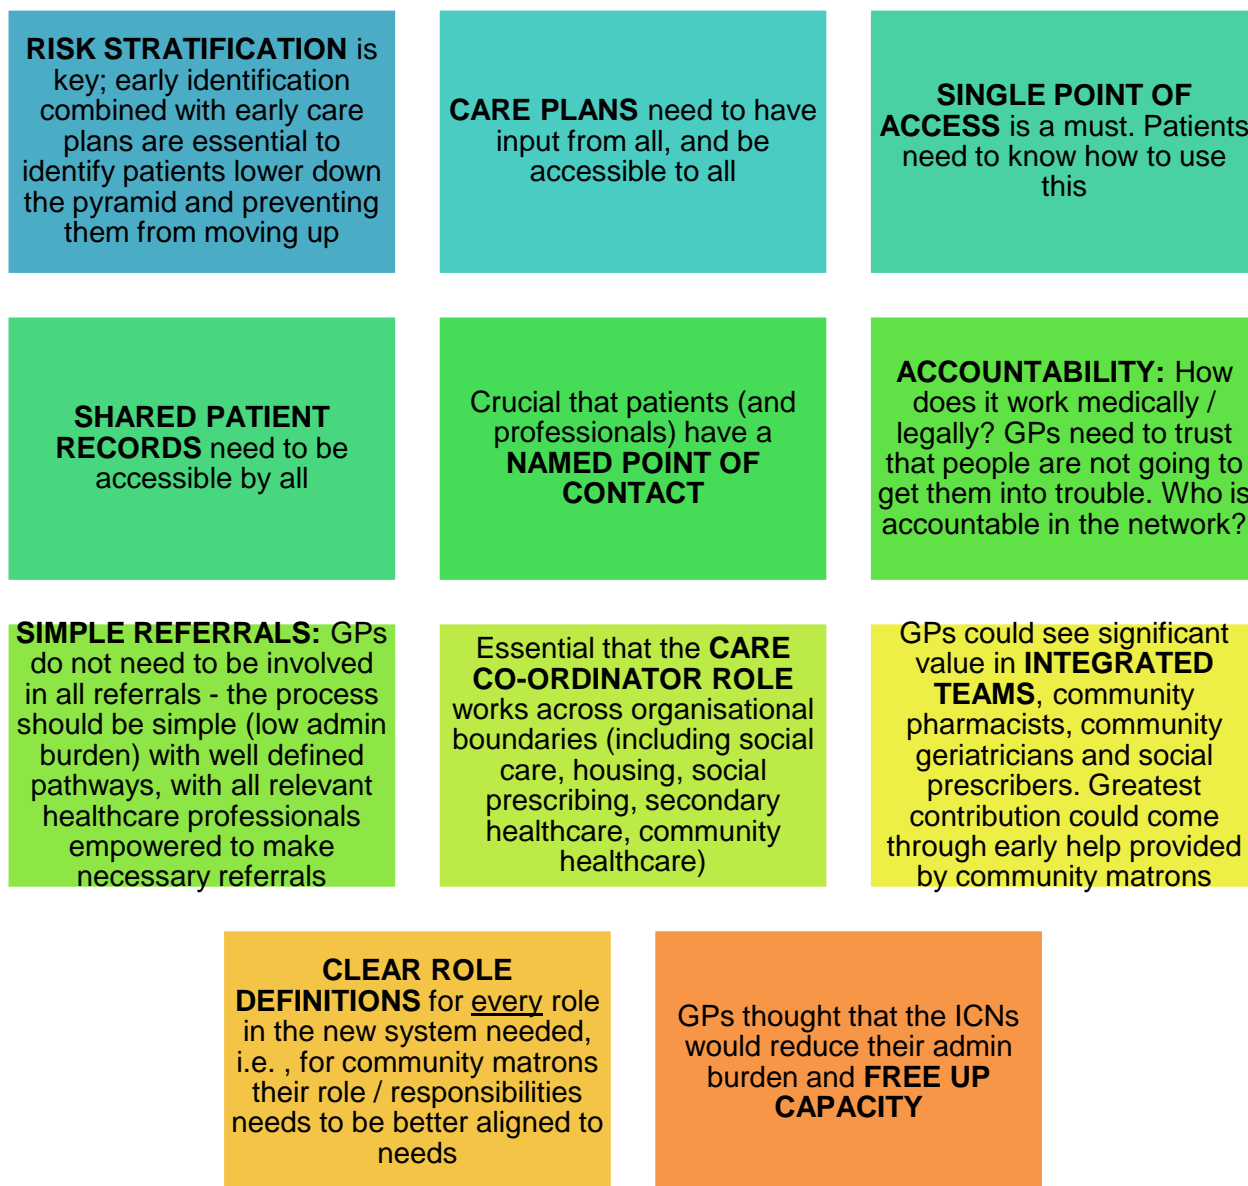 RISK STRATIFICATION is
key; early identification
combined with early care
plans are essential to
identify patients lower down
the pyramid and preventing
them from moving up
CARE PLANS need to have
input from all, and be
accessible to all
SINGLE POINT OF
ACCESS is a must. Patients
need to know how to use
this
SHARED PATIENT
RECORDS need to be
accessible by all
Crucial that patients (and
professionals) have a
NAMED POINT OF
CONTACT
ACCOUNTABILITY: How
does it work medically /
legally? GPs need to trust
that people are not going to
get them into trouble. Who is
accountable in the network?
SIMPLE REFERRALS: GPs
do not need to be involved
in all referrals - the process
should be simple (low admin
burden) with well defined
pathways, with all relevant
healthcare professionals
empowered to make
necessary referrals
Essential that the CARE
CO-ORDINATOR ROLE
works across organisational
boundaries (including social
care, housing, social
prescribing, secondary
healthcare, community
healthcare)
GPs could see significant
value in INTEGRATED
TEAMS, community
pharmacists, community
geriatricians and social
prescribers. Greatest
contribution could come
through early help provided
by community matrons
CLEAR ROLE
DEFINITIONS for every role
in the new system needed,
i.e. , for community matrons
their role / responsibilities
needs to be better aligned to
needs
GPs thought that the ICNs
would reduce their admin
burden and FREE UP
CAPACITY